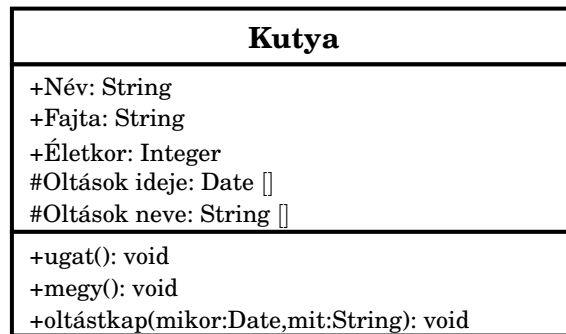 Kutya
+Név: String
+Fajta: String
+Életkor: Integer
#Oltások ideje: Date []
#Oltások neve: String []
+ugat(): void
+megy(): void
+oltástkap(mikor:Date,mit:String): void